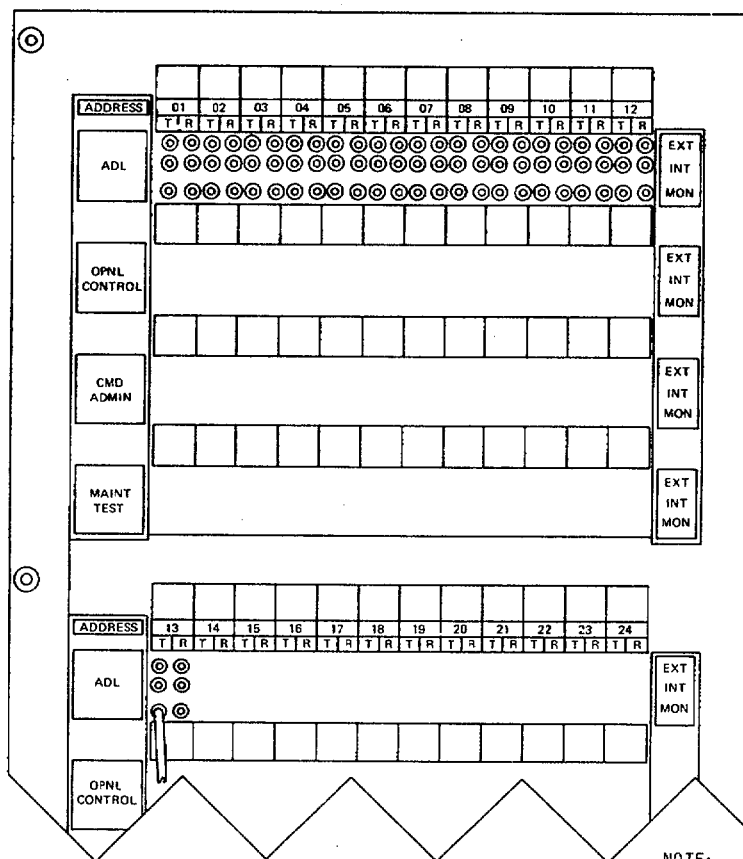 ADDRESS 01 02 03 04 05 06 07 08 09 10 11 12
T R T R T R T R T R T R T R T R T R T R T R T R
ADL
EXT
INT
MON
OPNL
CONTROL
EXT
INT
MON
CMD
ADMIN
EXT
INT
MON
MAINT
TEST
EXT
INT
MON
ADDRESS 13 14 15 16 17 18 19 20 21 22 23 24
T R T R T R T R T R T R T R T R T R T R T R T R
ADL
EXT
INT
MON
OPNL
CONTROL